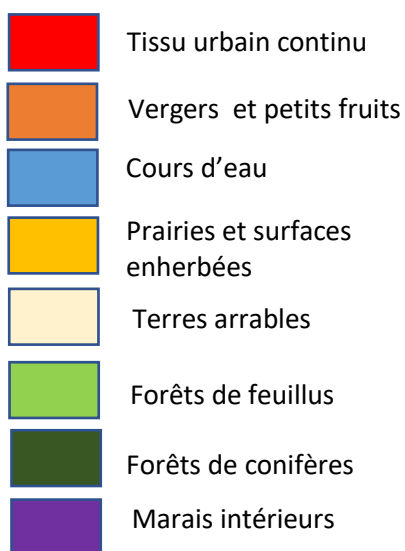 Tissu urbain continu
Vergers et petits fruits
Cours d’eau
Prairies et surfaces
enherbées
Terres arrables
Forêts de feuillus
Forêts de conifères
Marais intérieurs